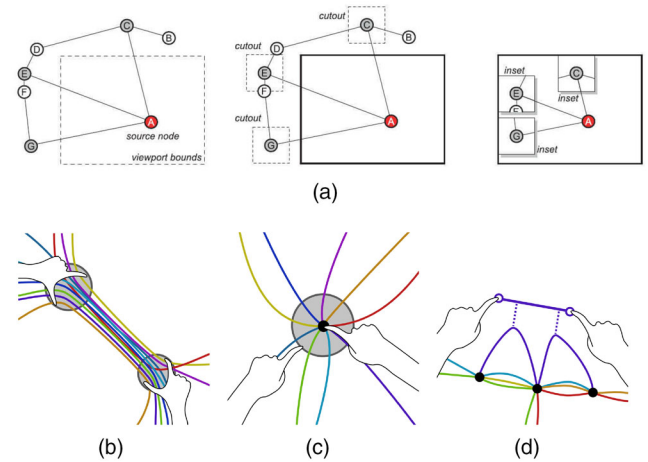 C
B
D
E
F
A
source node
G
viewport bounds
cutout
C
B
D
cutout
E
F
A
cutout
G
inset
C
inset
E
F
A
G
inset
(a)
(b)
(c)
(d)